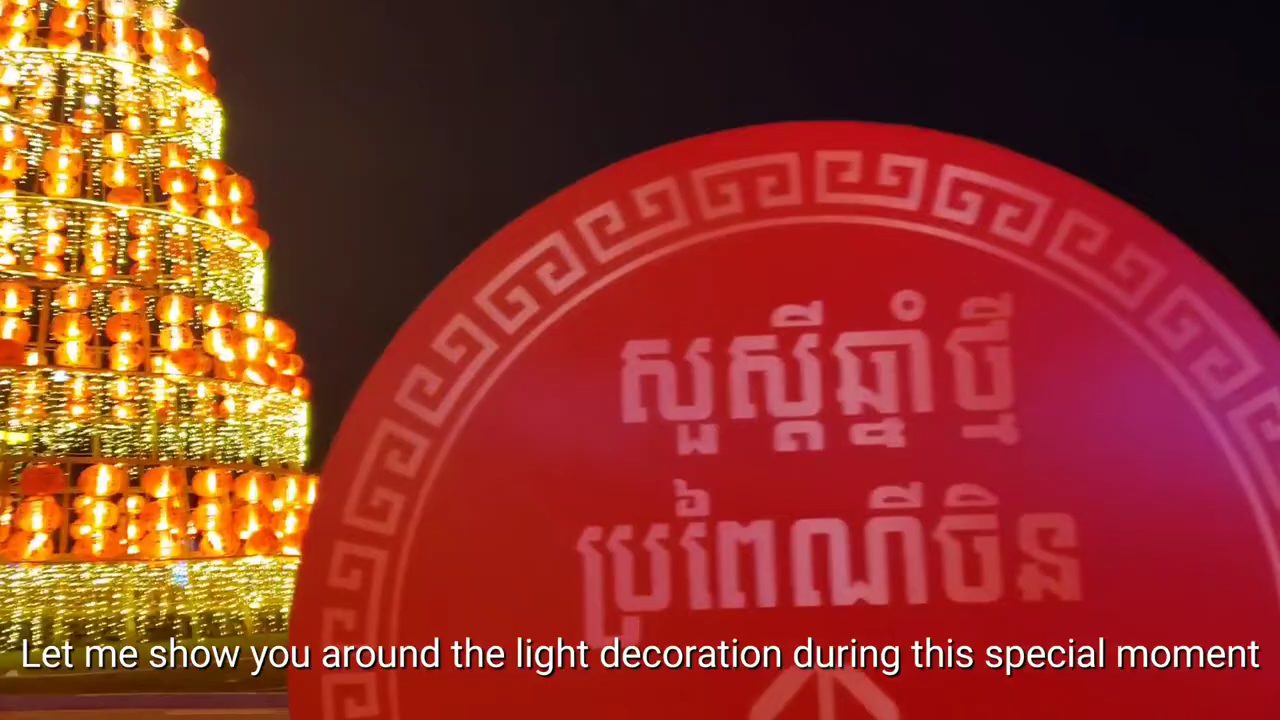 សួស្ដីឆ្នាំថ្មី
ប្រពៃណីចិន
Let me show you around the light decoration during this special moment